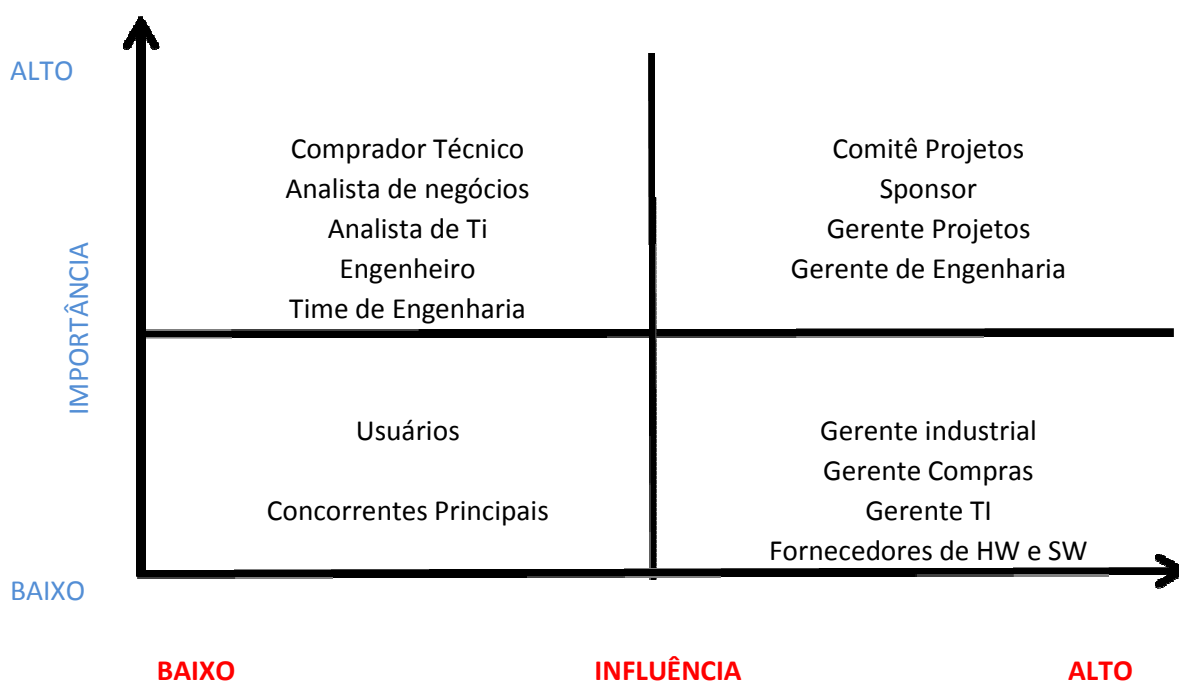 ALTO
IMPORTÂNCIA
Comprador Técnico
Analista de negócios
Analista de Ti
Engenheiro
Time de Engenharia
Comitê Projetos
Sponsor
Gerente Projetos
Gerente de Engenharia
Usuários
Concorrentes Principais
Gerente industrial
Gerente Compras
Gerente TI
Fornecedores de HW e SW
BAIXO
BAIXO
INFLUÊNCIA
ALTO